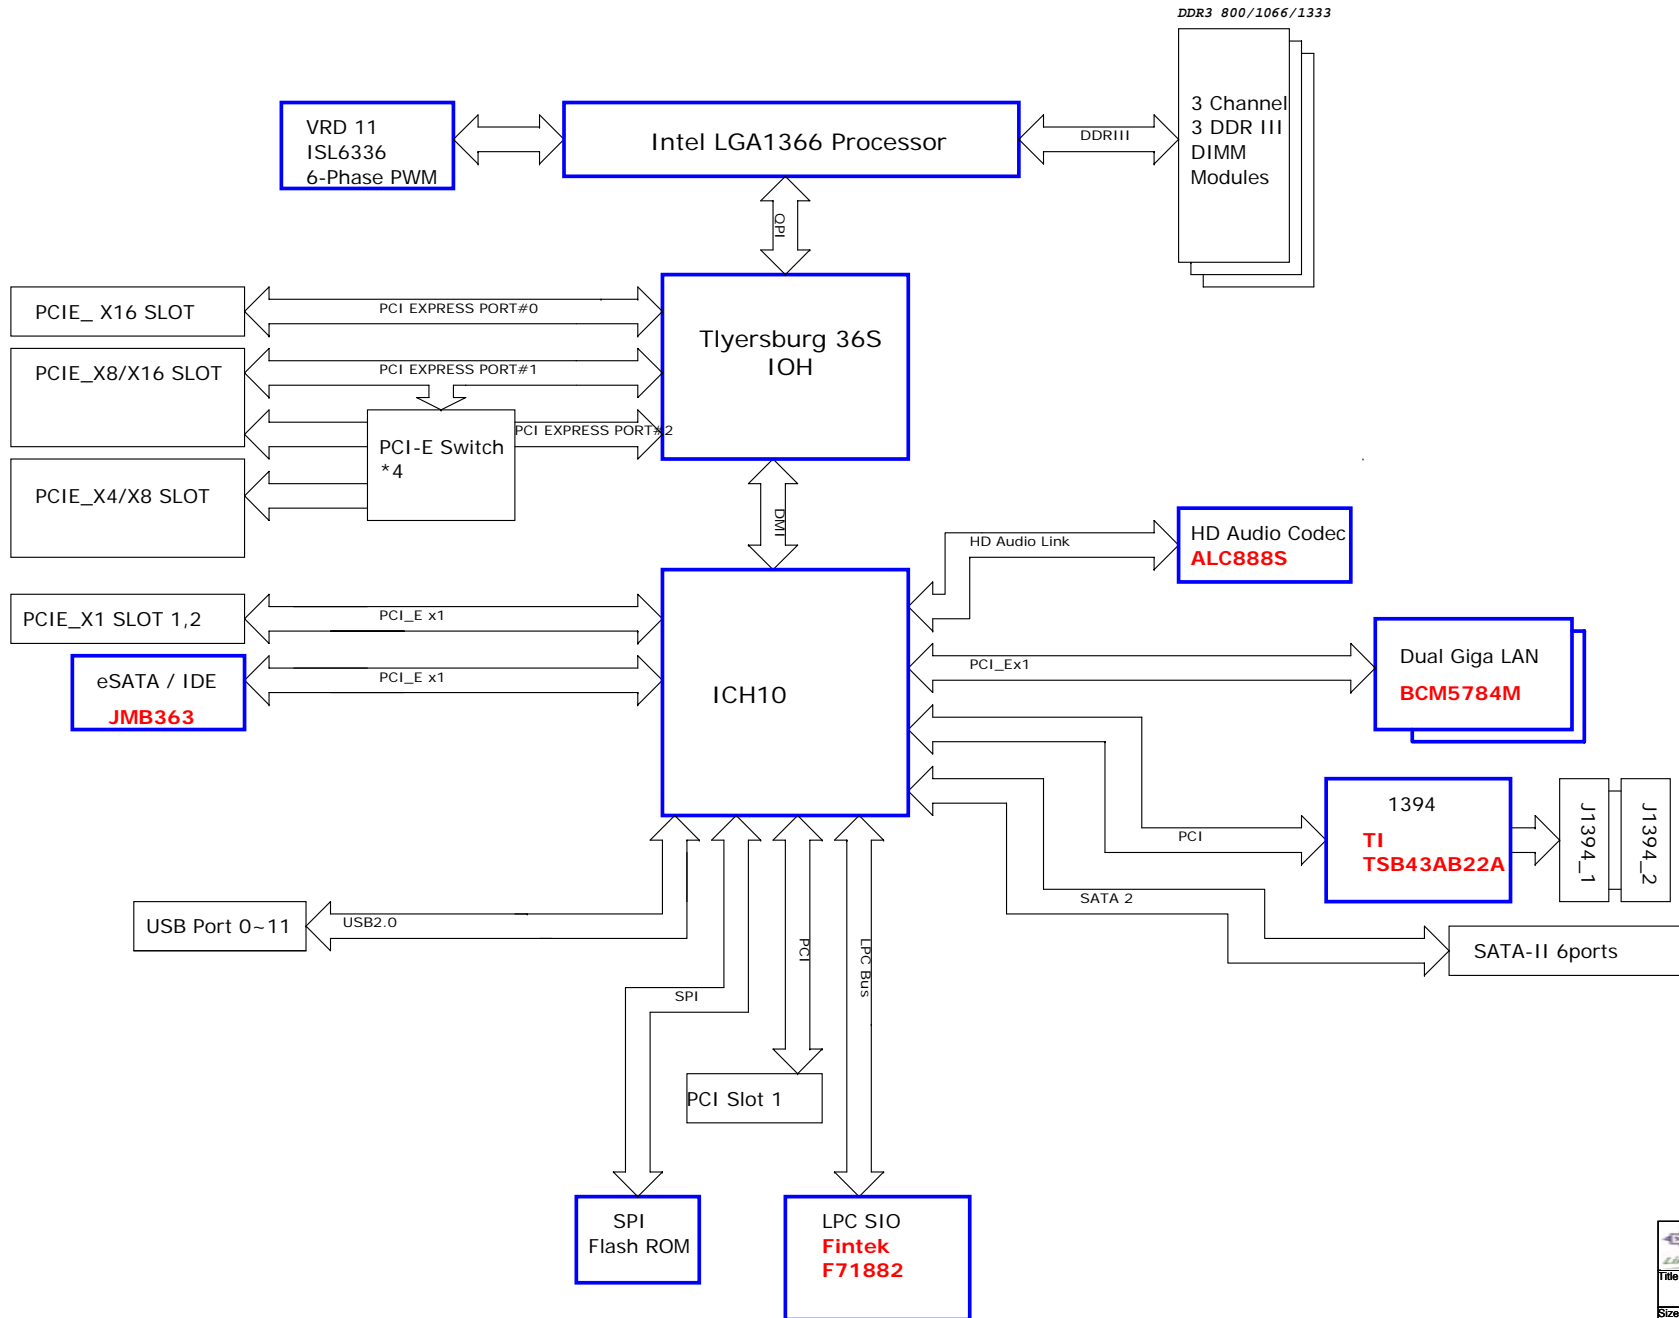 DDR3 800/1066/1333
3 Channel
3 DDR III
DIMM
Modules
VRD 11
ISL6336
6-Phase PWM
Intel LGA1366 Processor
DDRIII
QPI
PCIE_ X16 SLOT
PCI EXPRESS PORT#0
Tlyersburg 36S
IOH
PCIE_X8/X16 SLOT
PCI EXPRESS PORT#1
PCI EXPRESS PORT#2
PCI-E Switch
*4
PCIE_X4/X8 SLOT
DMI
HD Audio Link
HD Audio Codec
ALC888S
PCIE_X1 SLOT 1,2
PCI_E x1
eSATA / IDE
JMB363
PCI_E x1
ICH10
PCI_Ex1
Dual Giga LAN
BCM5784M
1394
TI
TSB43AB22A
J1394_1
J1394_2
PCI
SATA 2
SATA-II 6ports
USB Port 0~11
USB2.0
PCI
LPC Bus
SPI
PCI Slot 1
SPI
Flash ROM
LPC SIO
Fintek
F71882
Title
Size